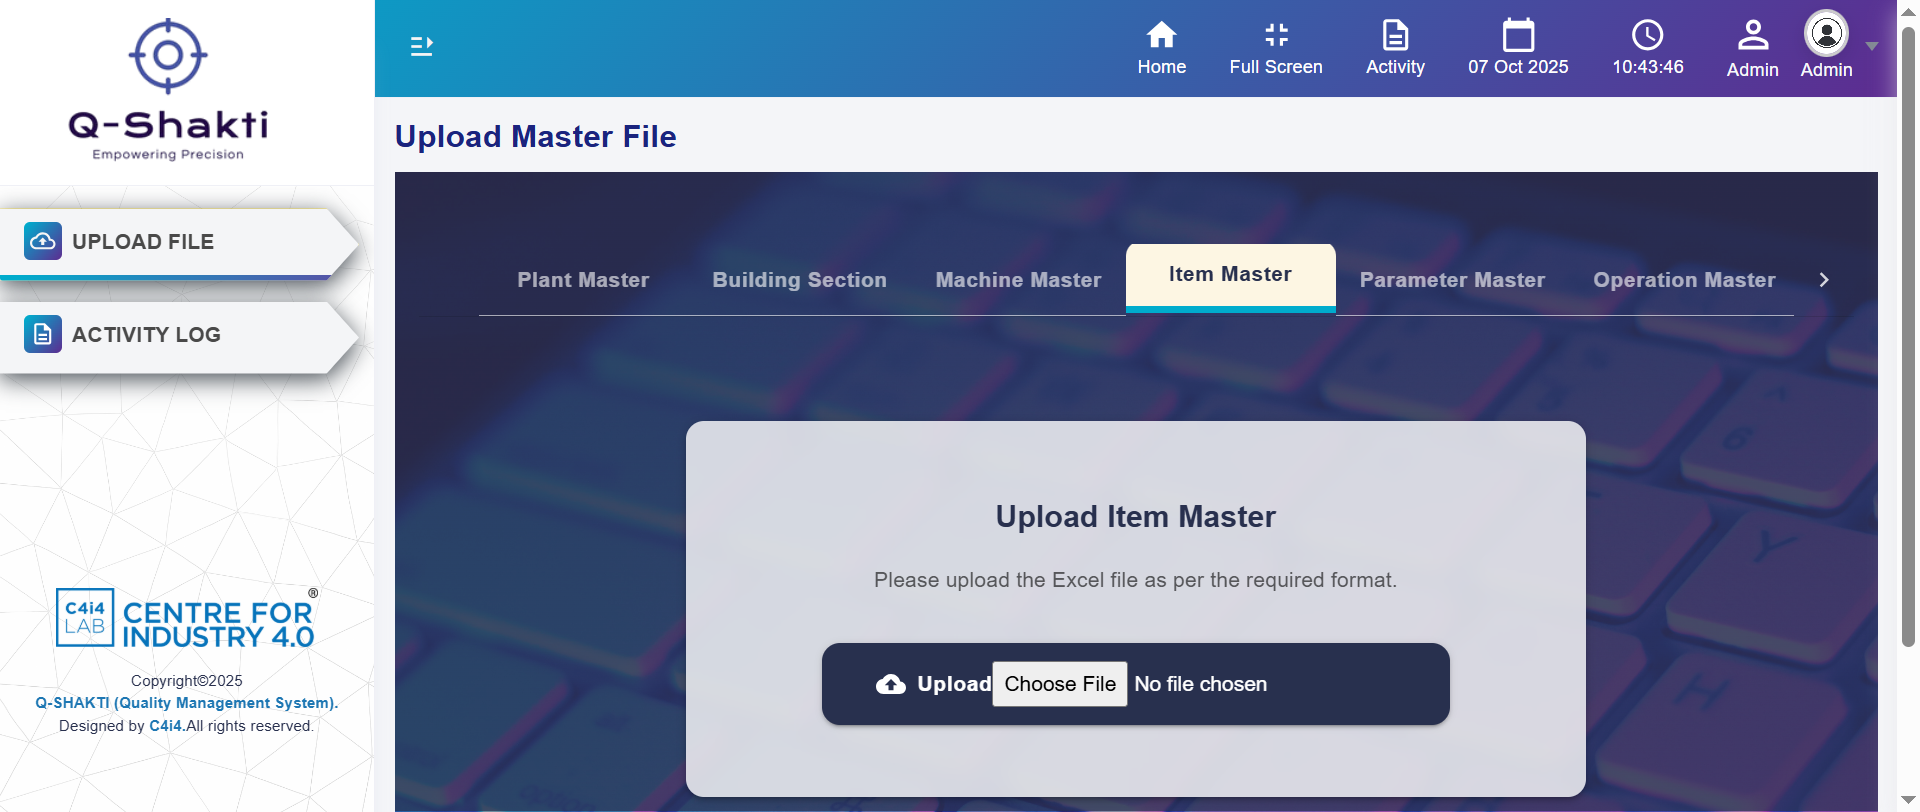 Q-Shakti
Empowering Precision
UPLOAD FILE
ACTIVITY LOG
C4i4
LAB
CENTRE FOR
INDUSTRY 4.0
®
Copyright©2025
Q-SHAKTI (Quality Management System).
Designed by C4i4.All rights reserved.
Home
Full Screen
Activity
07 Oct 2025
10:43:46
Admin
Admin
Upload Master File
Plant Master
Building Section
Machine Master
Item Master
Parameter Master
Operation Master
Upload Item Master
Please upload the Excel file as per the required format.
Upload Choose File No file chosen
6
Y
H
option